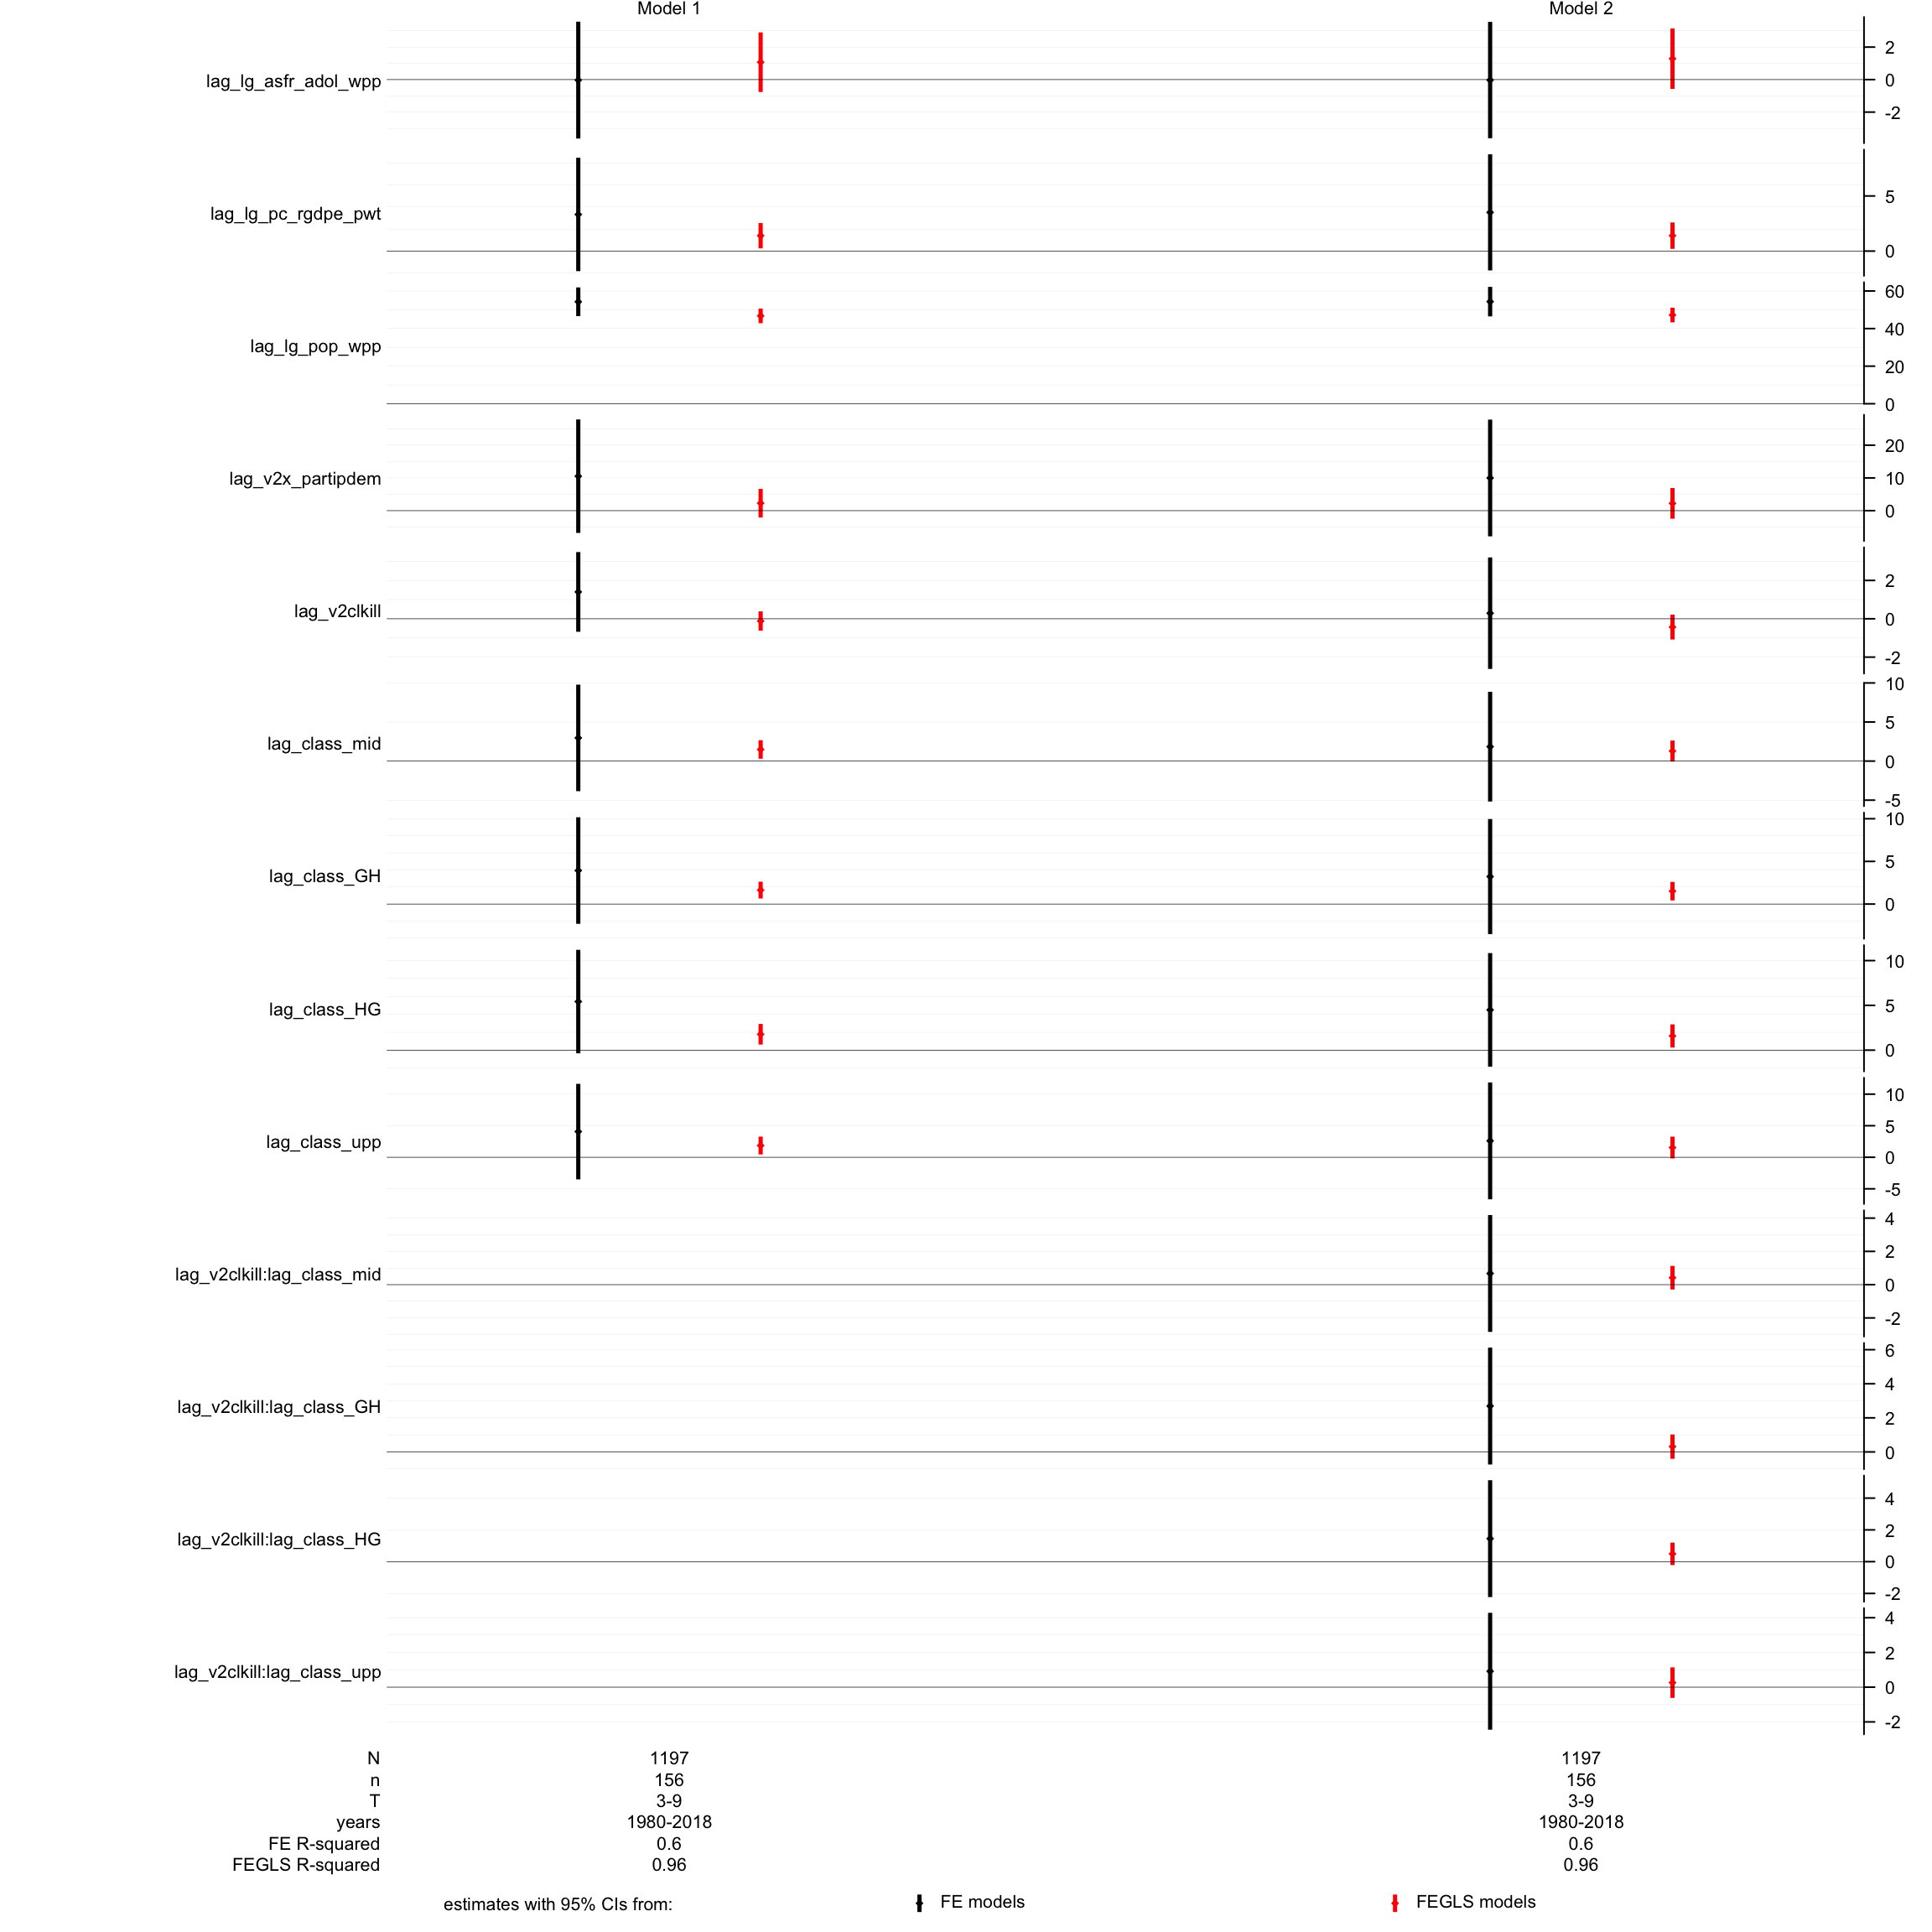 Model 1 Model 2
lag_lg_asfr_adol_wpp
2
0
-2
lag_lg_pc_rgdpe_pwt
5
0
lag_lg_pop_wpp
60
40
20
0
lag_v2x_partipdem
20
10
0
lag_v2clkill
2
0
-2
lag_class_mid
10
5
0
-5
lag_class_GH
10
5
0
lag_class_HG
10
5
0
lag_class_upp
10
5
0
-5
lag_v2clkill:lag_class_mid
4
2
0
-2
lag_v2clkill:lag_class_GH
6
4
2
0
lag_v2clkill:lag_class_HG
4
2
0
-2
lag_v2clkill:lag_class_upp
4
2
0
-2
N 1197 1197
n 156 156
T 3-9 3-9
years 1980-2018 1980-2018
FE R-squared 0.6 0.6
FEGLS R-squared 0.96 0.96
estimates with 95% CIs from: FE models FEGLS models